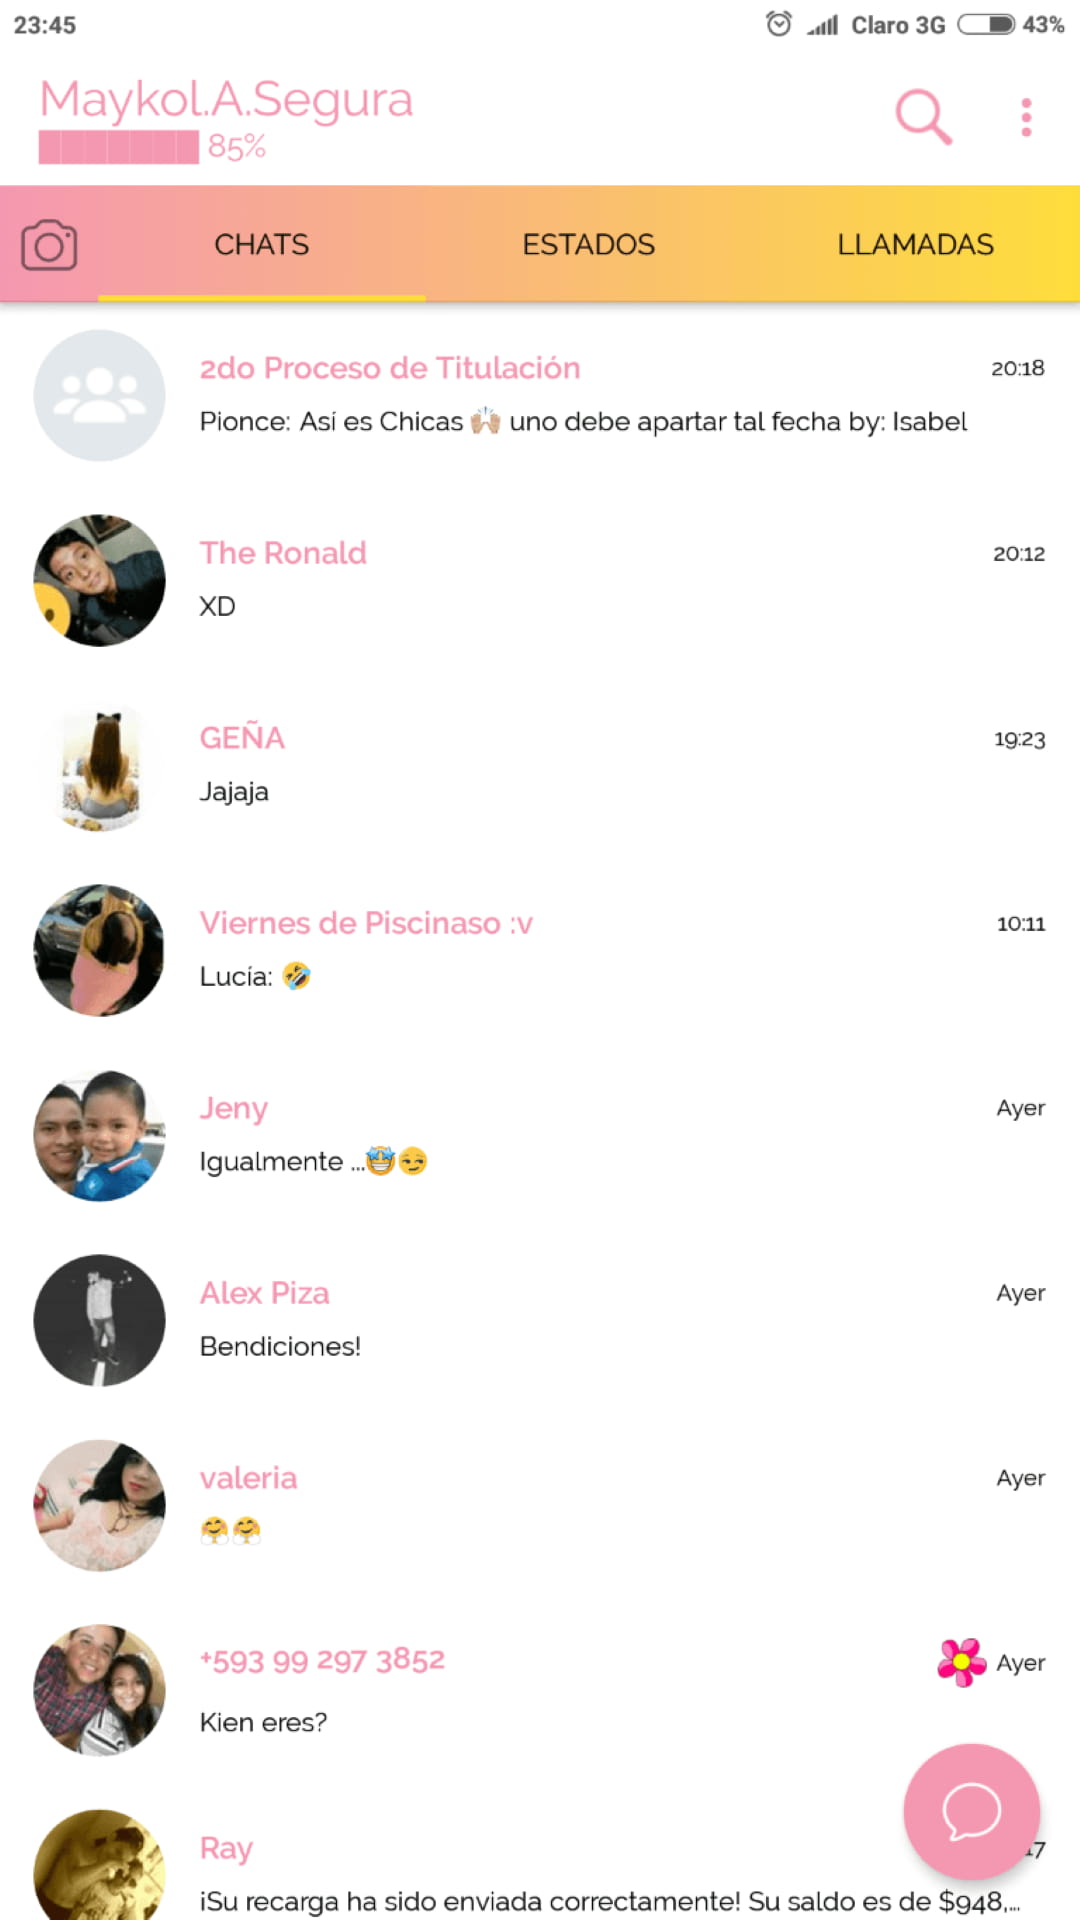 23:45
Claro 3G 43%
Maykol.A.Segura
85%
CHATS ESTADOS LLAMADAS
2do Proceso de Titulación 20:18
Pionce: Así es Chicas 🙌🏼 uno debe apartar tal fecha by: Isabel
The Ronald 20:12
XD
GEÑA 19:23
Jajaja
Viernes de Piscinaso :v 10:11
Lucía: 🤣
Jeny Ayer
Igualmente ...🤩😏
Alex Piza Ayer
Bendiciones!
valeria Ayer
🤗🤗
+593 99 297 3852 Ayer
Kien eres?
Ray
¡Su recarga ha sido enviada correctamente! Su saldo es de $948,...